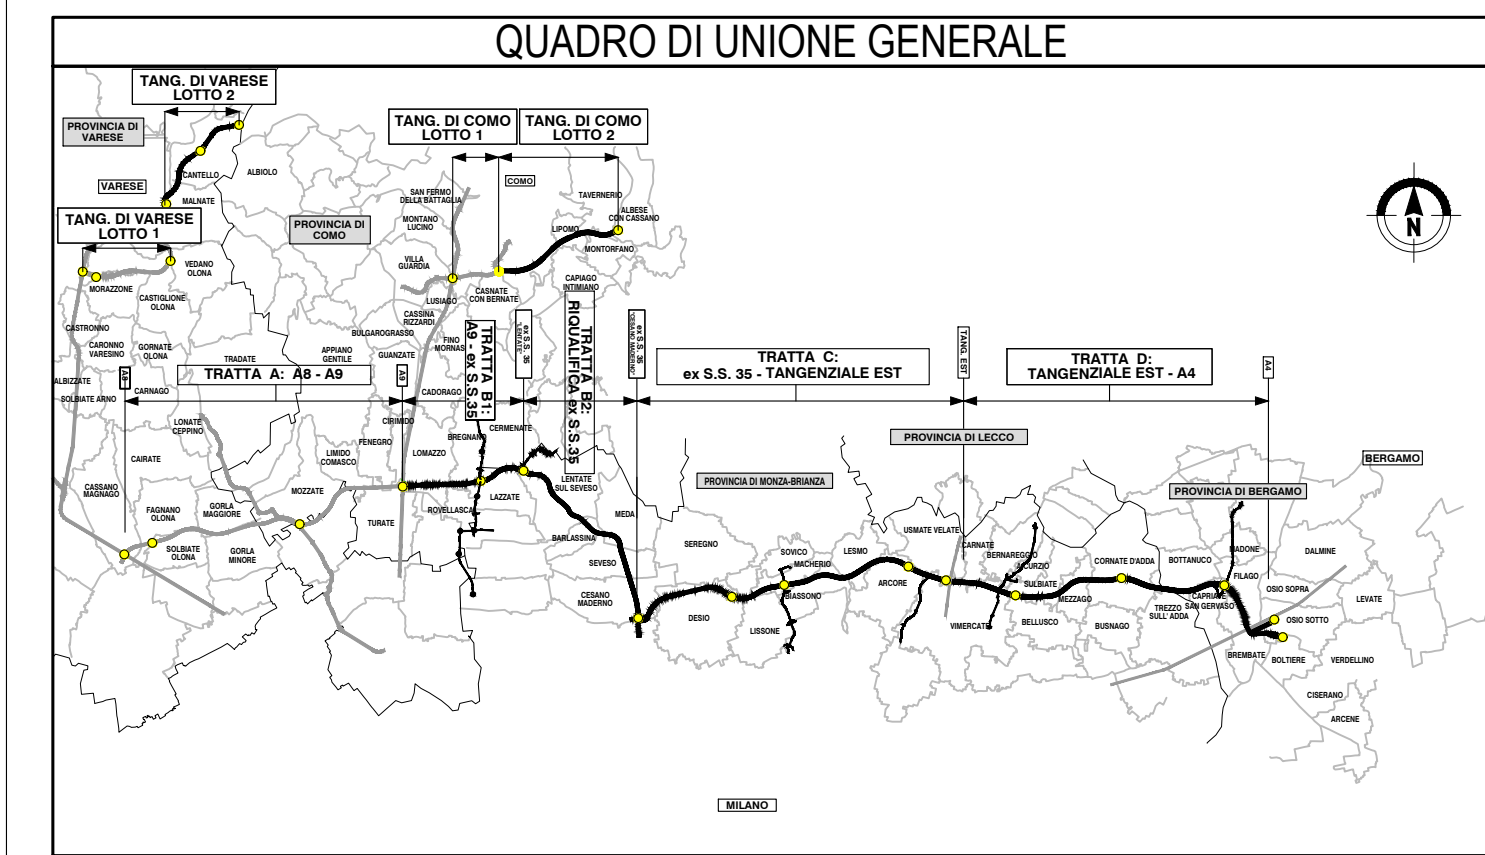 QUADRO DI UNIONE GENERALE
TANG. DI VARESE
LOTTO 2
PROVINCIA DI
VARESE
CANTELLO
ALBIOLO
VARESE
MALNATE
TANG. DI VARESE
LOTTO 1
PROVINCIA DI
COMO
VEDANO
OLONA
MORAZZONE
CASTIGLIONE
OLONA
TANG. DI COMO
LOTTO 1
TANG. DI COMO
LOTTO 2
COMO
SAN FERMO
DELLA BATTAGLIA
TAVERNERIO
ALBESE
CON CASSANO
MONTANO
LUCINO
LIPOMO
MONTORFANO
VILLA
GUARDIA
CAPIAGO
INTIMIANO
LUSIAGO
CASNATE
CON BERNATE
N
CASTRONNO
CARONNO
VARESINO
GORNATE
OLONA
CASSINA
RIZZARDI
BULGAROGRASSO
FINO
MORNAS
APPIANO
GENTILE
GUANZATE
TRADATE
ALBIZZATE
SOLBIATE ARNO
CARNAGO
A8
TRATTA A: A8 - A9
A9
CADORAGO
TRATTA B1:
A9 - ex S.S.35
ex S.S. 35
"LENTATE"
TRATTA B2:
RIQUALIFICA ex S.S.35
ex S.S. 35
"CESANO MADERNO"
TRATTA C:
ex S.S. 35 - TANGENZIALE EST
TANG. EST
TRATTA D:
TANGENZIALE EST - A4
A4
LONATE
CEPPINO
CIRIMIDO
FENEGRO
BREGNANO
CERMENATE
PROVINCIA DI LECCO
BERGAMO
CAIRATE
LIMIDO
COMASCO
LOMAZZO
LENTATE
SUL SEVESO
PROVINCIA DI MONZA-BRIANZA
PROVINCIA DI BERGAMO
CASSANO
MAGNAGO
MOZZATE
LAZZATE
FAGNANO
OLONA
GORLA
MAGGIORE
TURATE
ROVELLASCA
MEDA
SOLBIATE
OLONA
GORLA
MINORE
BARLASSINA
SEVESO
SEREGNO
SOVICO
MACHERIO
LESMO
USMATE VELATE
CARNATE
BERNAREGGIO
AICURZIO
SULBIATE
CORNATE D'ADDA
BOTTANUCO
MADONE
FILAGO
DALMINE
CESANO
MADERNO
DESIO
BIASSONO
LISSONE
ARCORE
VIMERCATE
MEZZAGO
BELLUSCO
BUSNAGO
TREZZO
SULL' ADDA
CAPRIATE
SAN GERVASO
OSIO SOPRA
OSIO SOTTO
LEVATE
BREMBATE
BOLTIERE
VERDELLINO
CISERANO
ARCENE
MILANO